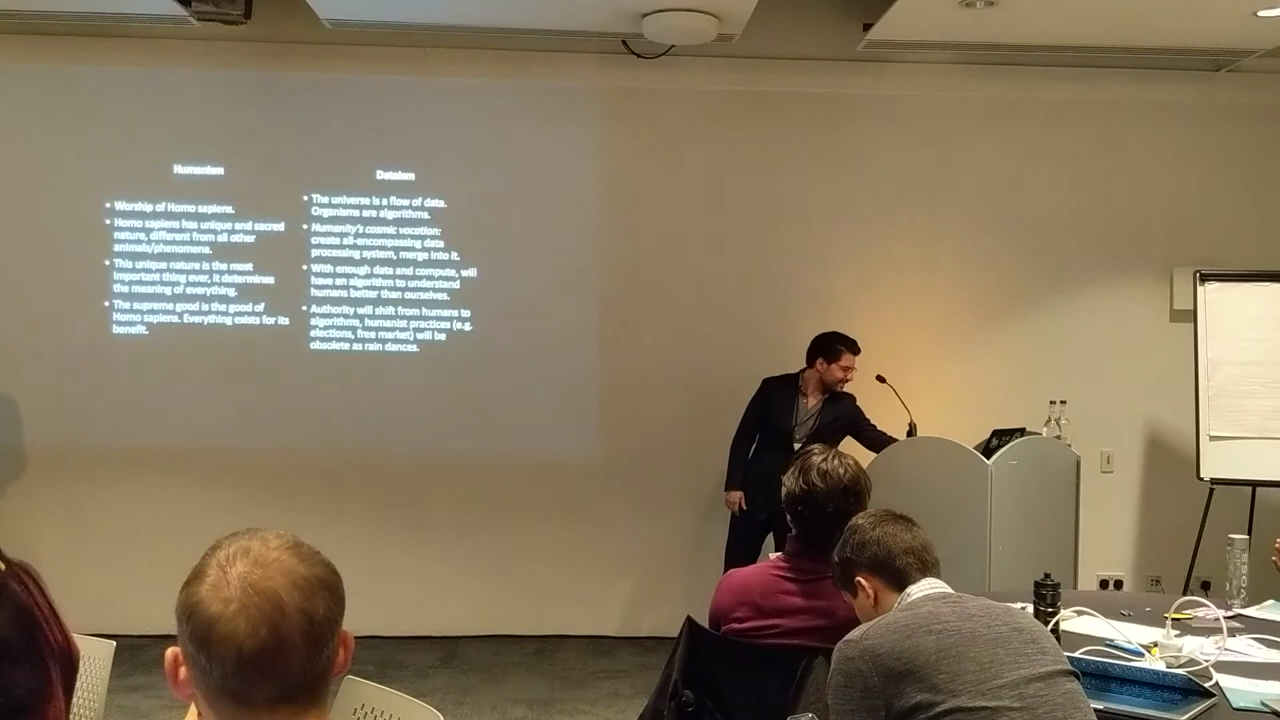 Humanism
• Worship of Homo sapiens.
• Homo sapiens has unique and sacred
nature, different from all other
animals/phenomena.
• This unique nature is the most
important thing ever, it determines
the meaning of everything.
• The supreme good is the good of
Homo sapiens. Everything exists for its
benefit.
Dataism
• The universe is a flow of data.
Organisms are algorithms.
• Humanity's cosmic vocation:
create all-encompassing data
processing system, merge into it.
• With enough data and compute, will
have an algorithm to understand
humans better than ourselves.
• Authority will shift from humans to
algorithms, humanist practices (e.g.
elections, free market) will be
obsolete as rain dances.
VOSS